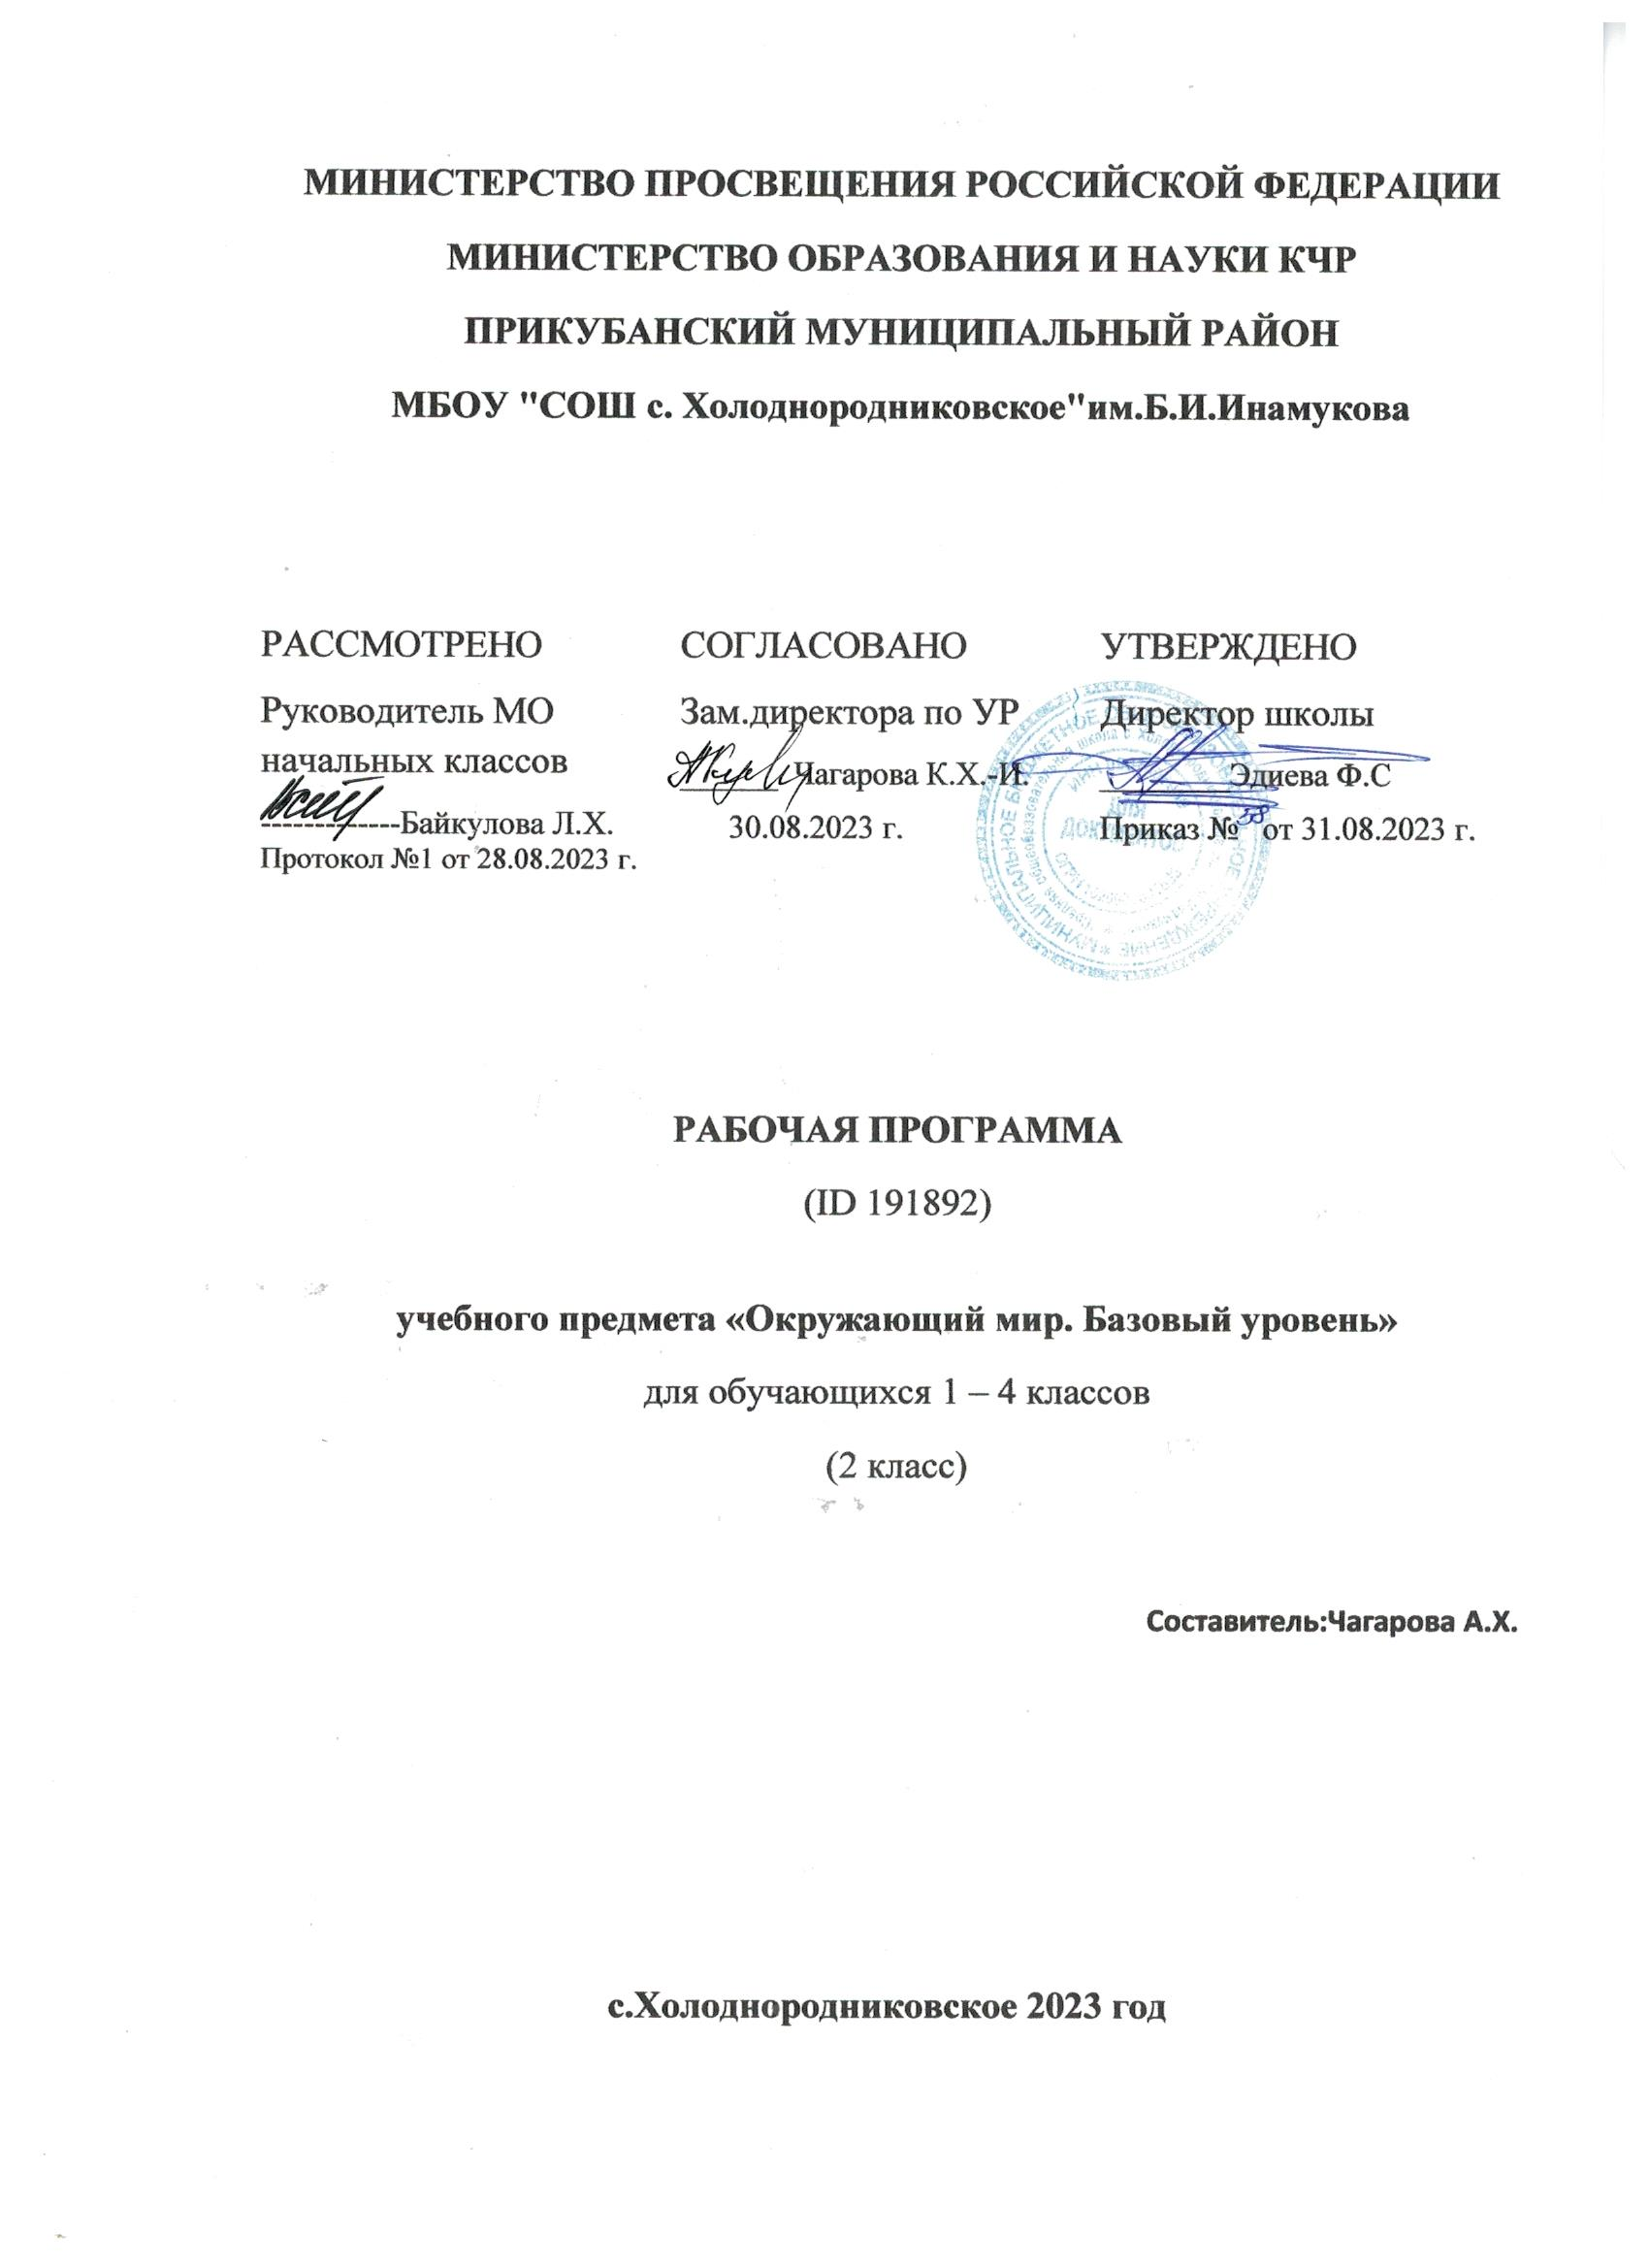 МИНИСТЕРСТВО ПРОСВЕЩЕНИЯ РОССИЙСКОЙ ФЕДЕРАЦИИ
МИНИСТЕРСТВО ОБРАЗОВАНИЯ И НАУКИ КЧР
ПРИКУБАНСКИЙ МУНИЦИПАЛЬНЫЙ РАЙОН
МБОУ "СОШ с. Холоднородниковское"им.Б.И.Инамукова
РАССМОТРЕНО
Руководитель МО
начальных классов
--------------Байкулова Л.Х.
Протокол №1 от 28.08.2023 г.
СОГЛАСОВАНО
Зам.директора по УР
Чагарова К.Х.-И.
30.08.2023 г.
УТВЕРЖДЕНО
Директор школы
Эдиева Ф.С
Приказ № 58 от 31.08.2023 г.
ДЛЯ
ДОКУМЕНТОВ
РАБОЧАЯ ПРОГРАММА
(ID 191892)
учебного предмета «Окружающий мир. Базовый уровень»
для обучающихся 1 – 4 классов
(2 класс)
Составитель:Чагарова А.Х.
с.Холоднородниковское 2023 год